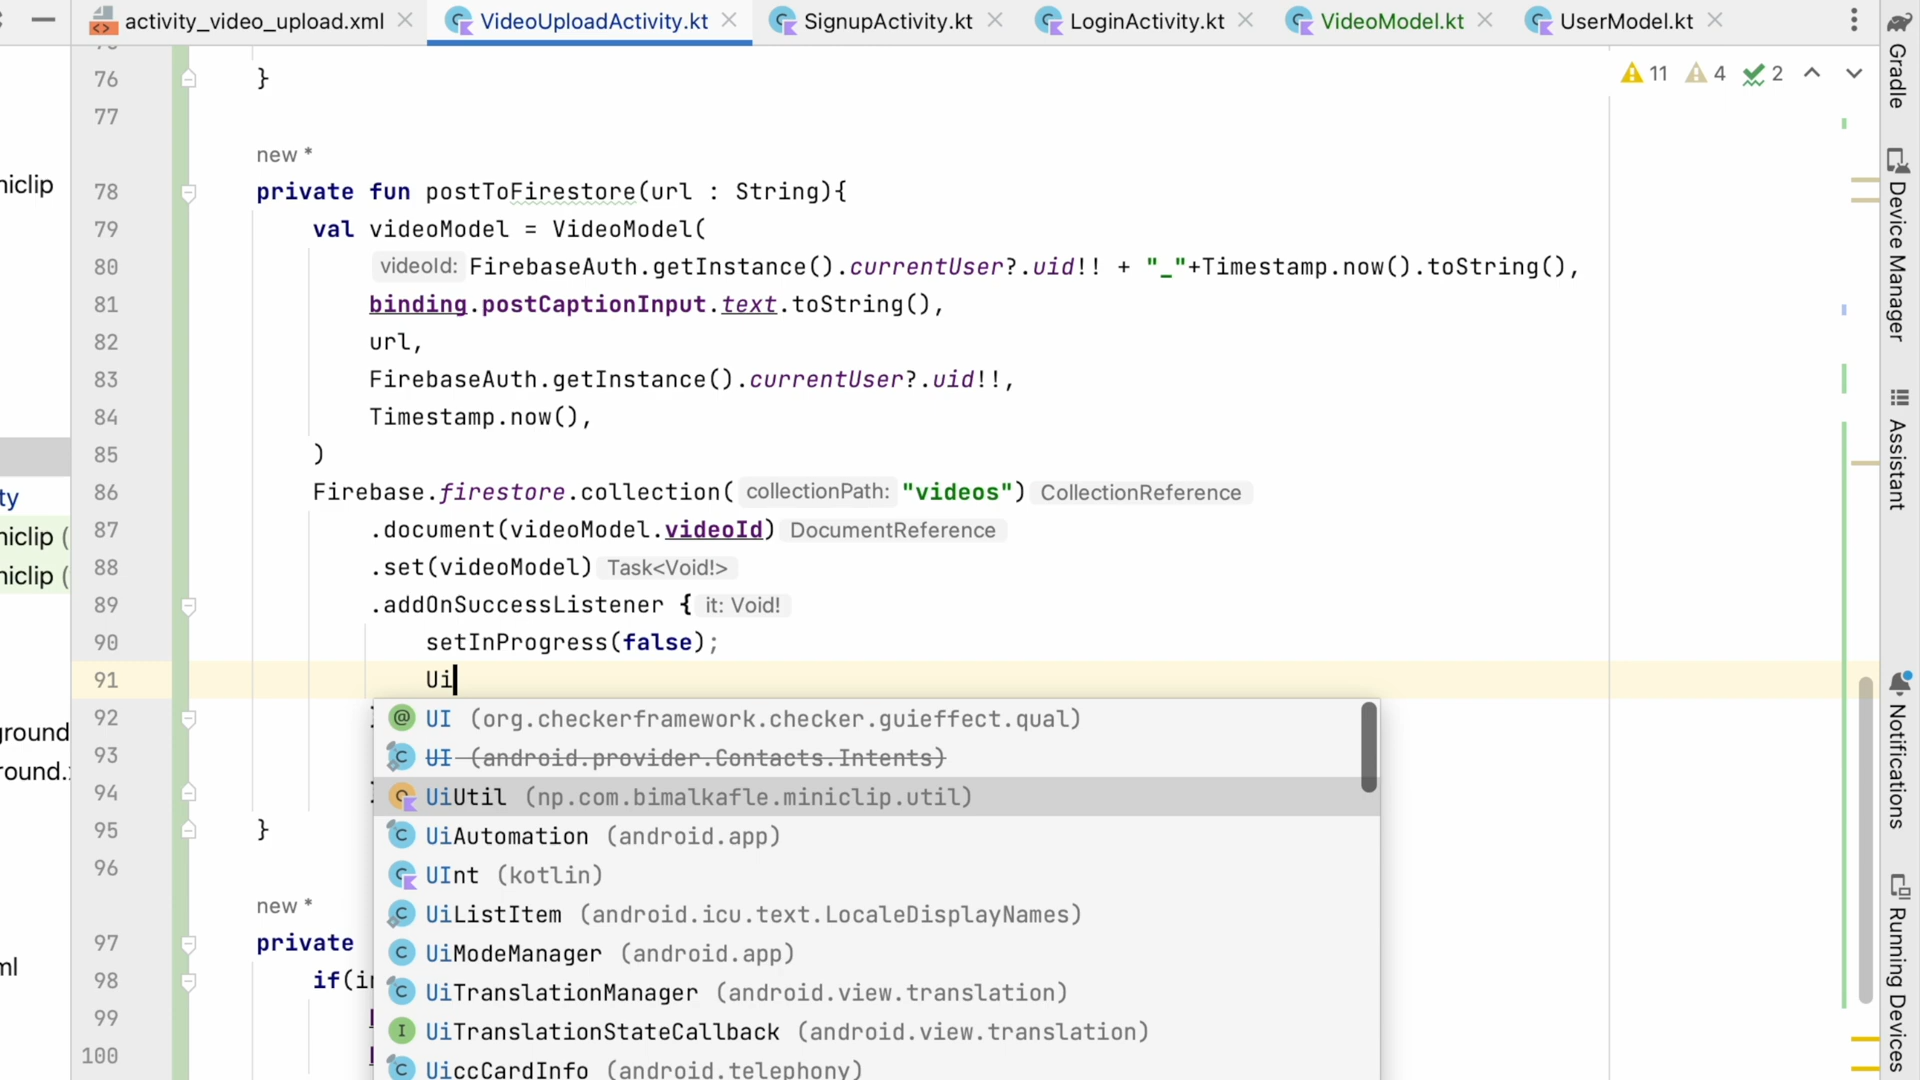 activity_video_upload.xml
VideoUploadActivity.kt
SignupActivity.kt
LoginActivity.kt
VideoModel.kt
UserModel.kt
11 4 2
76 }
77
new *
78 private fun postToFirestore(url : String){
79 val videoModel = VideoModel(
80 videoId: FirebaseAuth.getInstance().currentUser?.uid!! + "_"+Timestamp.now().toString(),
81 binding.postCaptionInput.text.toString(),
82 url,
83 FirebaseAuth.getInstance().currentUser?.uid!!,
84 Timestamp.now(),
85 )
86 Firebase.firestore.collection( collectionPath: "videos") CollectionReference
87 .document(videoModel.videoId) DocumentReference
88 .set(videoModel) Task<Void!>
89 .addOnSuccessListener { it: Void!
90 setInProgress(false);
91 Ui
92
93
94
95 }
96
new *
97 private
98 if(i
99
100
UI (org.checkerframework.checker.guieffect.qual)
UI (android.provider.Contacts.Intents)
UiUtil (np.com.bimalkafle.miniclip.util)
UiAutomation (android.app)
UInt (kotlin)
UiListItem (android.icu.text.LocaleDisplayNames)
UiModeManager (android.app)
UiTranslationManager (android.view.translation)
UiTranslationStateCallback (android.view.translation)
UiccCardInfo (android.telephony)
niclip
ty
niclip (
niclip (
ground
ound.
ml
Gradle
Device Manager
Assistant
Notifications
Running Devices